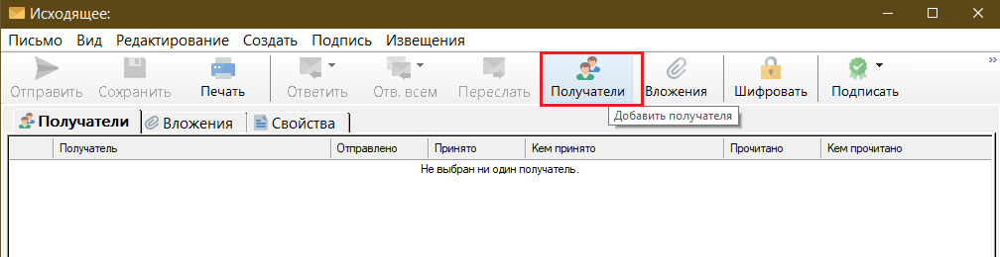 Исходящее:
Письмо Вид Редактирование Создать Подпись Извещения
Отправить Сохранить Печать Ответить Отв. всем Переслать Получатели Вложения Шифровать Подписать
Добавить получателя
Получатели Вложения Свойства
Получатель Отправлено Принято Кем принято Прочитано Кем прочитано
Не выбран ни один получатель.